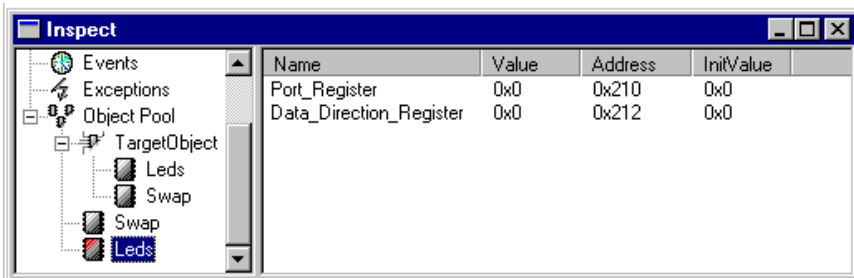 Inspect
Events
Exceptions
Object Pool
TargetObject
Leds
Swap
Swap
Leds
Name Value Address InitValue
Port_Register 0x0 0x210 0x0
Data_Direction_Register 0x0 0x212 0x0